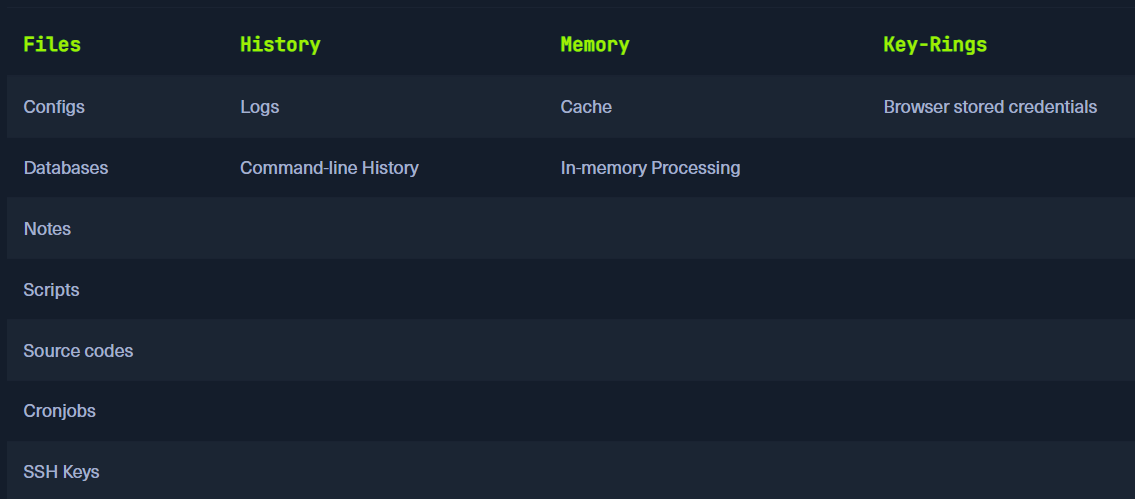 Files History Memory Key-Rings
Configs Logs Cache Browser stored credentials
Databases Command-line History In-memory Processing
Notes
Scripts
Source codes
Cronjobs
SSH Keys